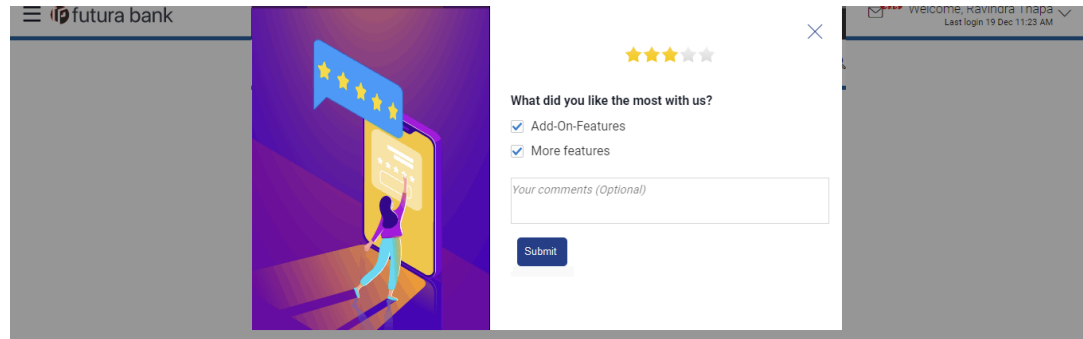 futura bank
Welcome, Ravindra Thapa
Last login 19 Dec 11:23 AM
What did you like the most with us?
Add-On-Features
More features
Your comments (Optional)
Submit